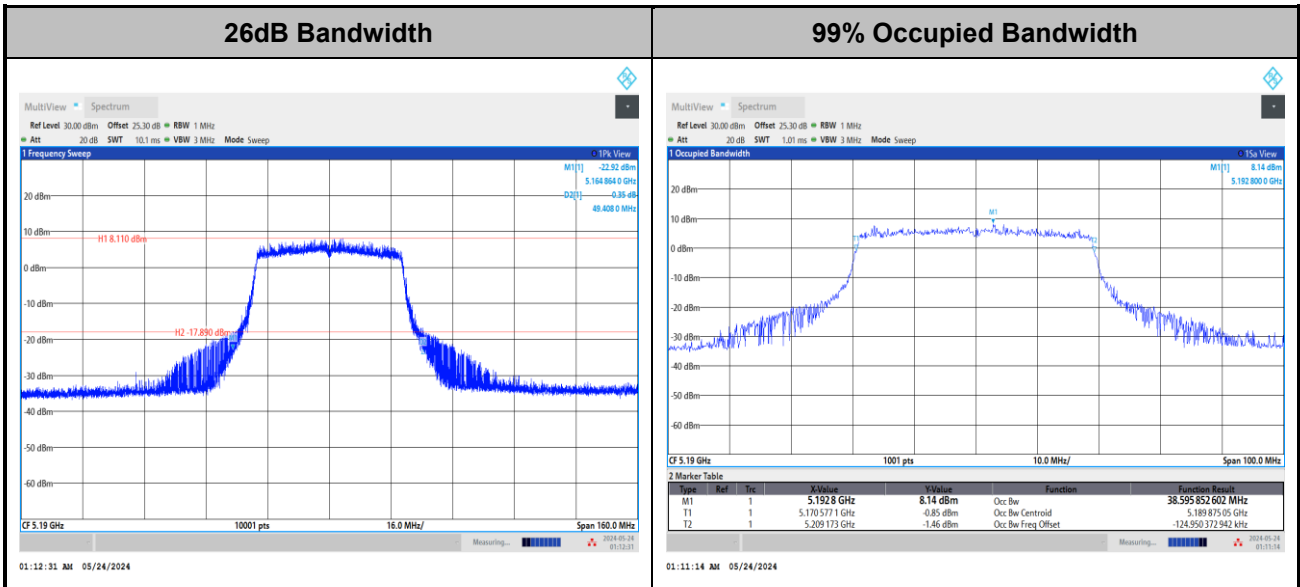 26dB Bandwidth
99% Occupied Bandwidth
MultiView Spectrum
Ref Level 30.00 dBm Offset 25.30 dB RBW 1 MHz
Att 20 dB SWT 10.1 ms VBW 3 MHz Mode Sweep
1 Frequency Sweep 1Pk View
M1[1] -22.92 dBm
5.164 864 0 GHz
D2[1] -0.35 dB
49.408 0 MHz
20 dBm
10 dBm
H1 8.110 dBm
0 dBm
-10 dBm
H2 -17.890 dBm
-20 dBm
-30 dBm
-40 dBm
-50 dBm
-60 dBm
CF 5.19 GHz 10001 pts 16.0 MHz/ Span 160.0 MHz
Measuring... 2024-05-24
01:12:31
01:12:31 AM 05/24/2024
MultiView Spectrum
Ref Level 30.00 dBm Offset 25.30 dB RBW 1 MHz
Att 20 dB SWT 1.01 ms VBW 3 MHz Mode Sweep
1 Occupied Bandwidth 1Sa View
M1[1] 8.14 dBm
5.192 800 0 GHz
20 dBm
M1
10 dBm
T1
T2
0 dBm
-10 dBm
-20 dBm
-30 dBm
-40 dBm
-50 dBm
-60 dBm
CF 5.19 GHz 1001 pts 10.0 MHz/ Span 100.0 MHz
2 Marker Table
Type Ref Trc X-Value Y-Value Function Function Result
M1 1 5.192 8 GHz 8.14 dBm Occ Bw 38.595 852 602 MHz
T1 1 5.170 577 1 GHz -0.85 dBm Occ Bw Centroid 5.189 875 05 GHz
T2 1 5.209 173 GHz -1.46 dBm Occ Bw Freq Offset -124.950 372 942 kHz
Measuring... 2024-05-24
01:11:14
01:11:14 AM 05/24/2024